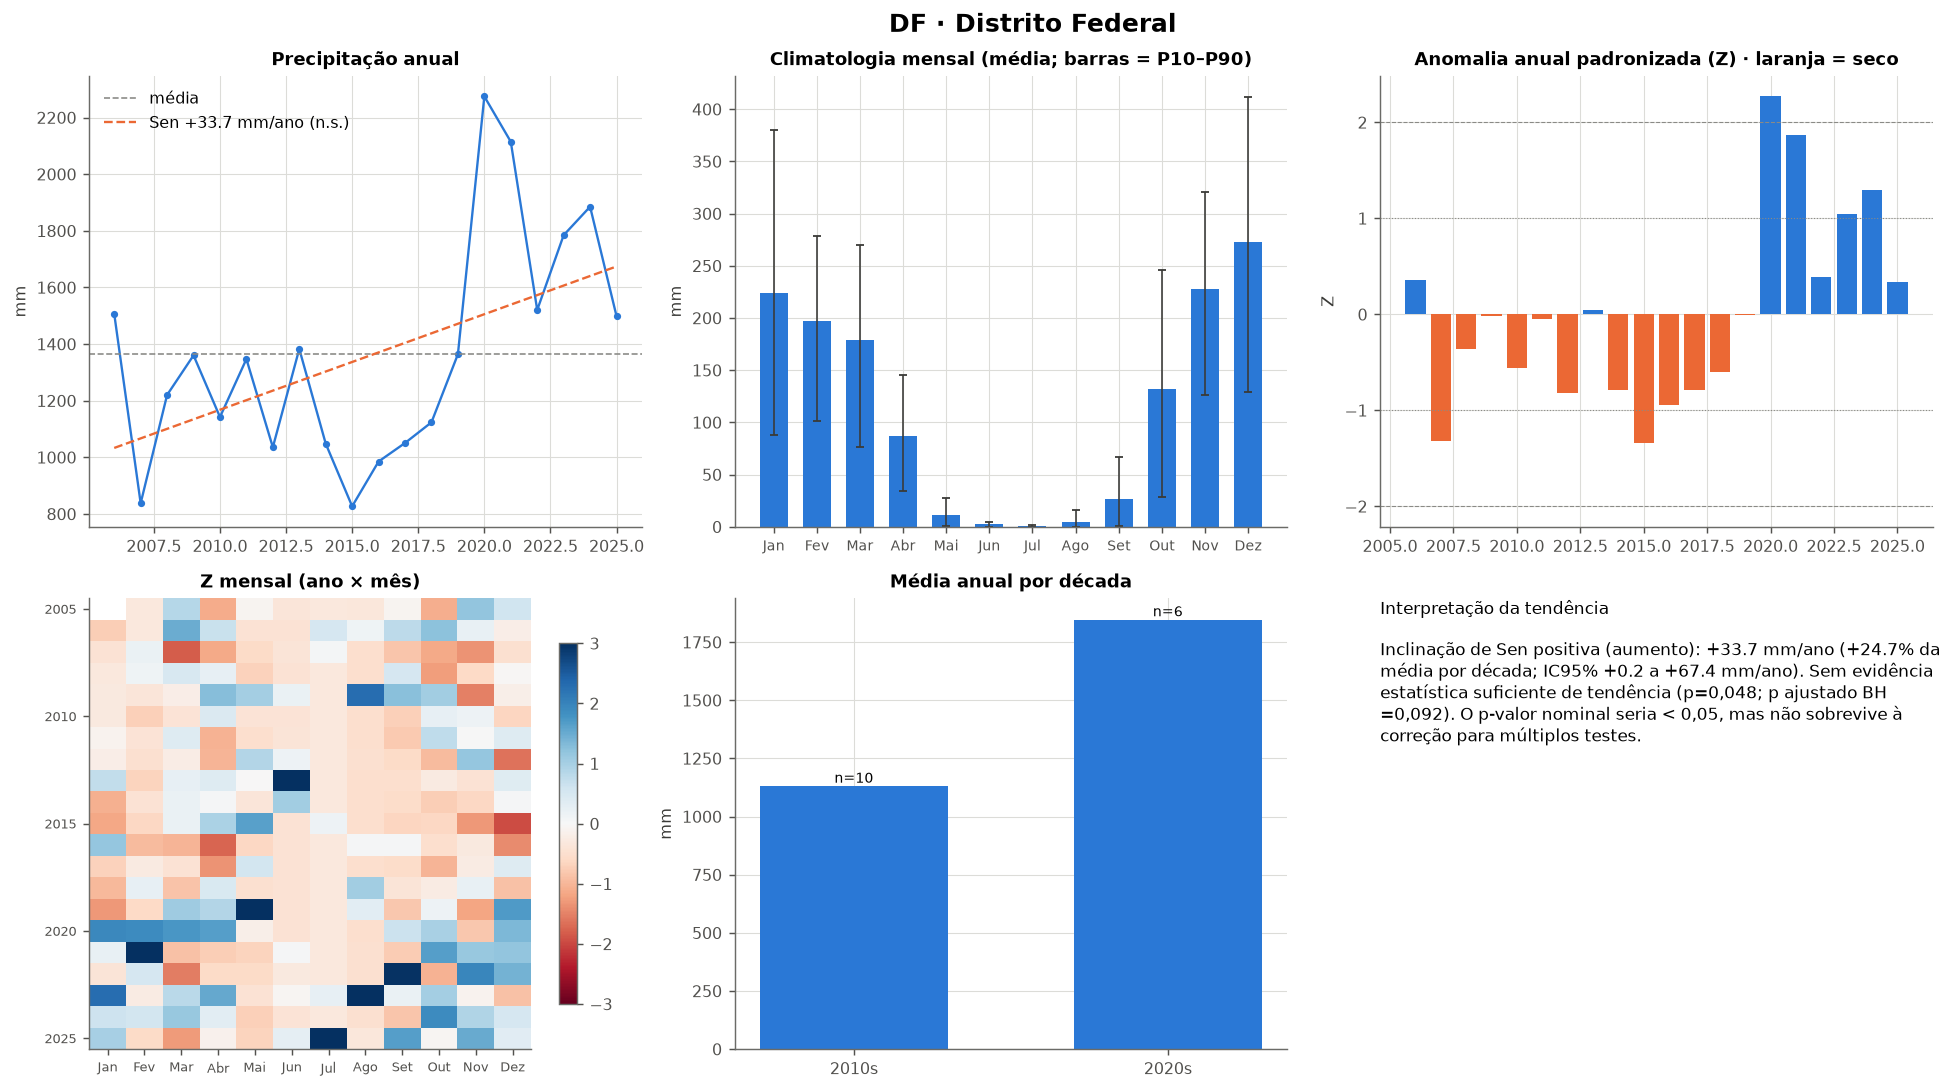 DF · Distrito Federal
Precipitação anual
média
Sen +33.7 mm/ano (n.s.)
mm
2200
2000
1800
1600
1400
1200
1000
800
2007.5 2010.0 2012.5 2015.0 2017.5 2020.0 2022.5 2025.0
Climatologia mensal (média; barras = P10–P90)
mm
400
350
300
250
200
150
100
50
0
Jan Fev Mar Abr Mai Jun Jul Ago Set Out Nov Dez
Anomalia anual padronizada (Z) · laranja = seco
Z
2
1
0
−1
−2
2005.0 2007.5 2010.0 2012.5 2015.0 2017.5 2020.0 2022.5 2025.0
Z mensal (ano × mês)
2005
2010
2015
2020
2025
Jan Fev Mar Abr Mai Jun Jul Ago Set Out Nov Dez
3
2
1
0
−1
−2
−3
Média anual por década
mm
1750
1500
1250
1000
750
500
250
0
n=10
n=6
2010s 2020s
Interpretação da tendência
Inclinação de Sen positiva (aumento): +33.7 mm/ano (+24.7% da
média por década; IC95% +0.2 a +67.4 mm/ano). Sem evidência
estatística suficiente de tendência (p=0,048; p ajustado BH
=0,092). O p-valor nominal seria < 0,05, mas não sobrevive à
correção para múltiplos testes.